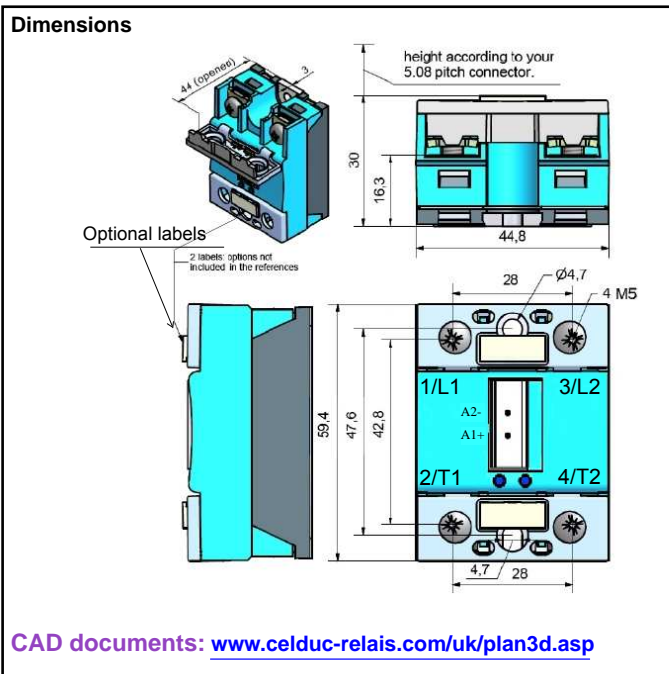 Dimensions
44 (opened)
3
height according to your
5.08 pitch connector.
30
16,3
44,8
Optional labels
2 labels: options not
included in the references
28
Ø4,7
4 M5
59,4
47,6
42,8
1/L1
3/L2
A2-
A1+
2/T1
4/T2
4,7
28
CAD documents: www.celduc-relais.com/uk/plan3d.asp